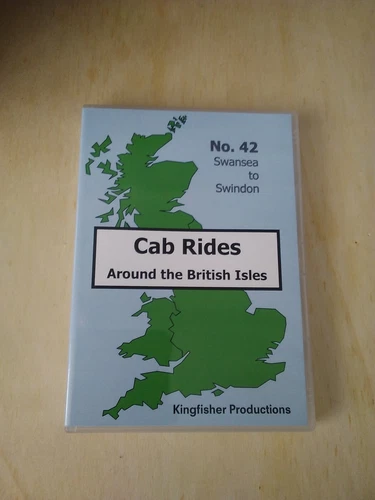 No. 42
Swansea
to
Swindon
Cab Rides
Around the British Isles
Kingfisher Productions